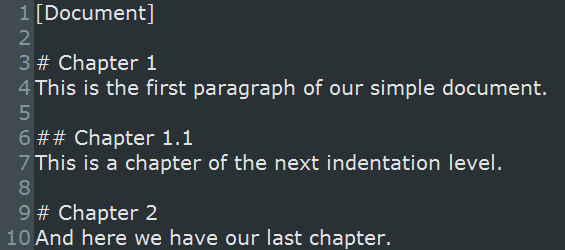 1 [Document]
2
3 # Chapter 1
4 This is the first paragraph of our simple document.
5
6 ## Chapter 1.1
7 This is a chapter of the next indentation level.
8
9 # Chapter 2
10 And here we have our last chapter.